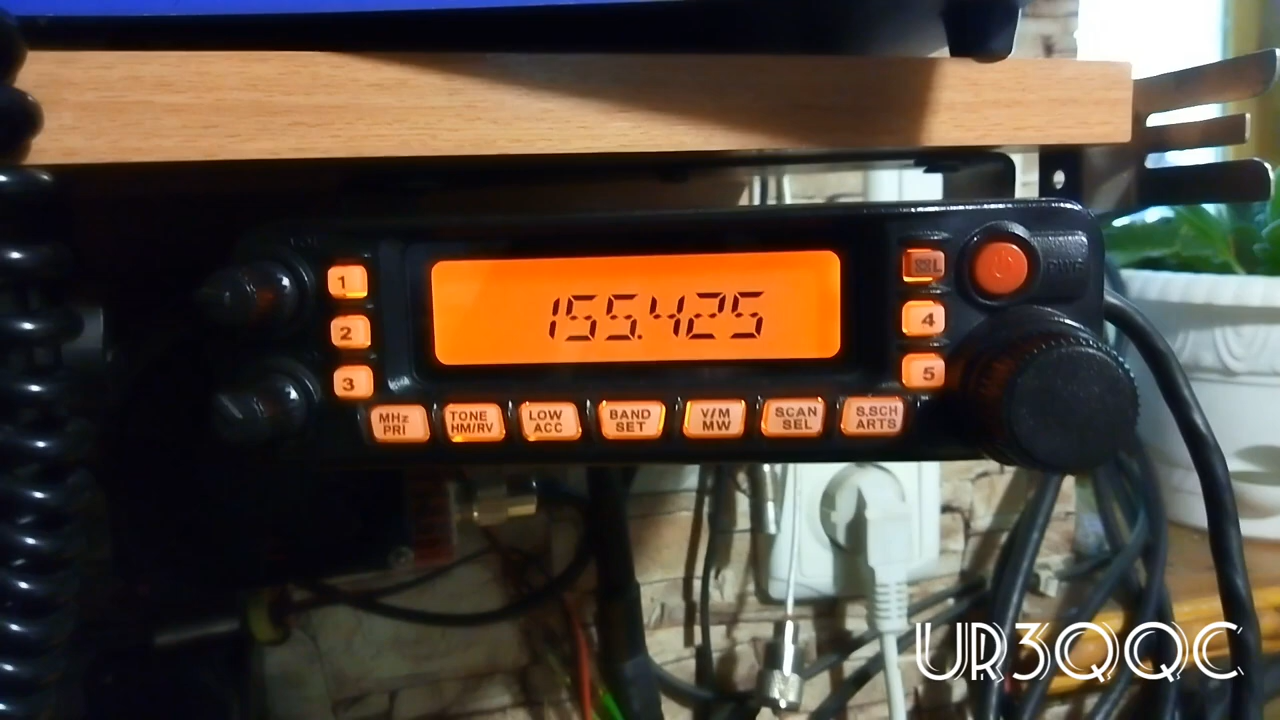 155.425
1
2
3
4
5
PWR
MHz
PRI
TONE
HM/RV
LOW
ACC
BAND
SET
V/M
MW
SCAN
SEL
S.SCH
ARTS
UR3QQC